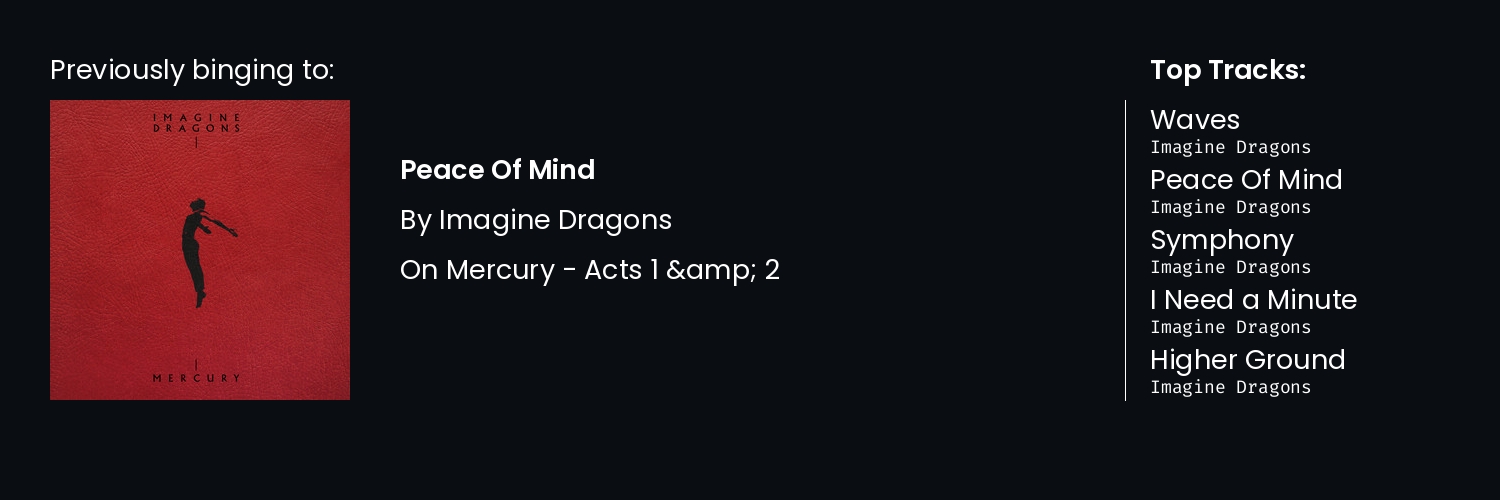 Previously binging to:
IMAGINE
DRAGONS
MERCURY
Peace Of Mind
By Imagine Dragons
On Mercury - Acts 1 &amp; 2
Top Tracks:
Waves
Imagine Dragons
Peace Of Mind
Imagine Dragons
Symphony
Imagine Dragons
I Need a Minute
Imagine Dragons
Higher Ground
Imagine Dragons